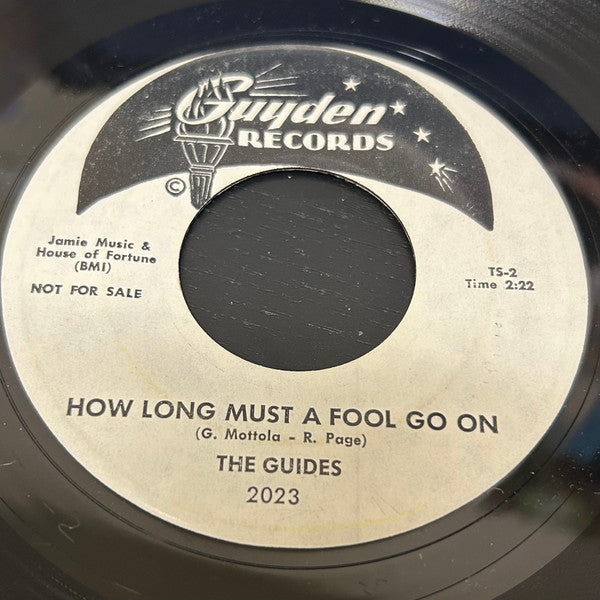 Guyden
RECORDS
©
Jamie Music &
House of Fortune
(BMI)
NOT FOR SALE
TS-2
Time 2:22
HOW LONG MUST A FOOL GO ON
(G. Mottola - R. Page)
THE GUIDES
2023